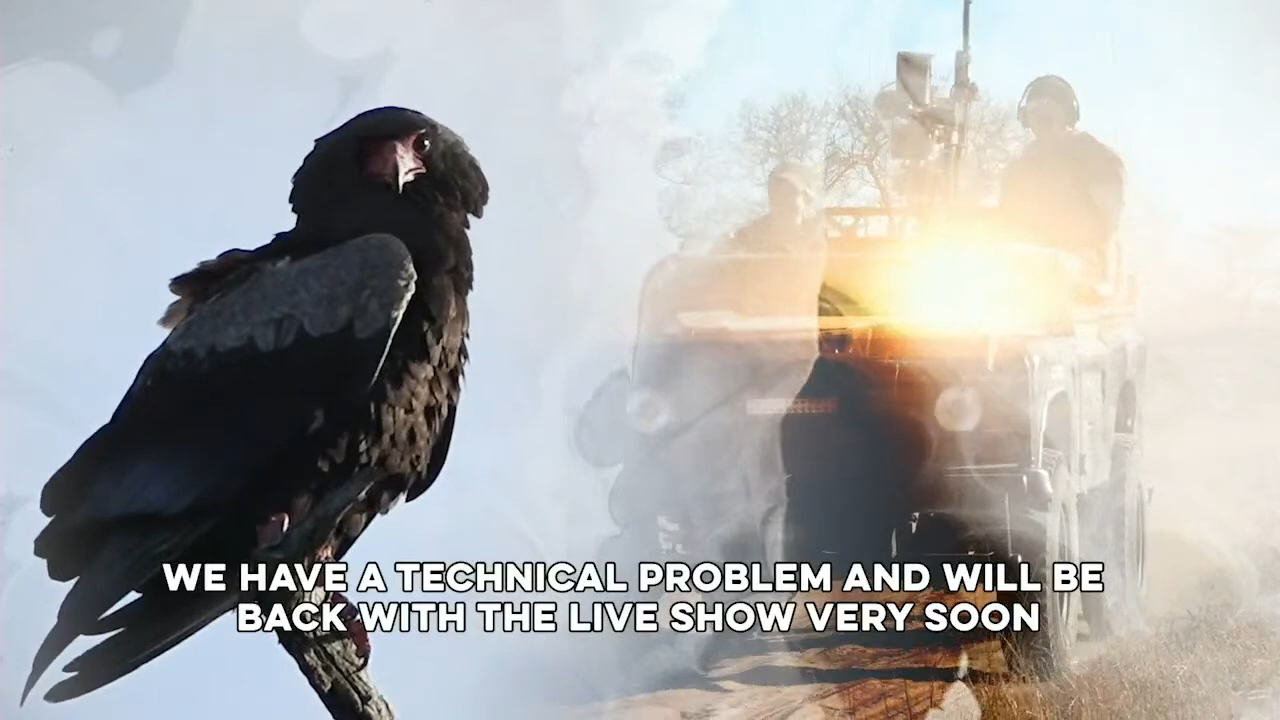 WE HAVE A TECHNICAL PROBLEM AND WILL BE
BACK WITH THE LIVE SHOW VERY SOON